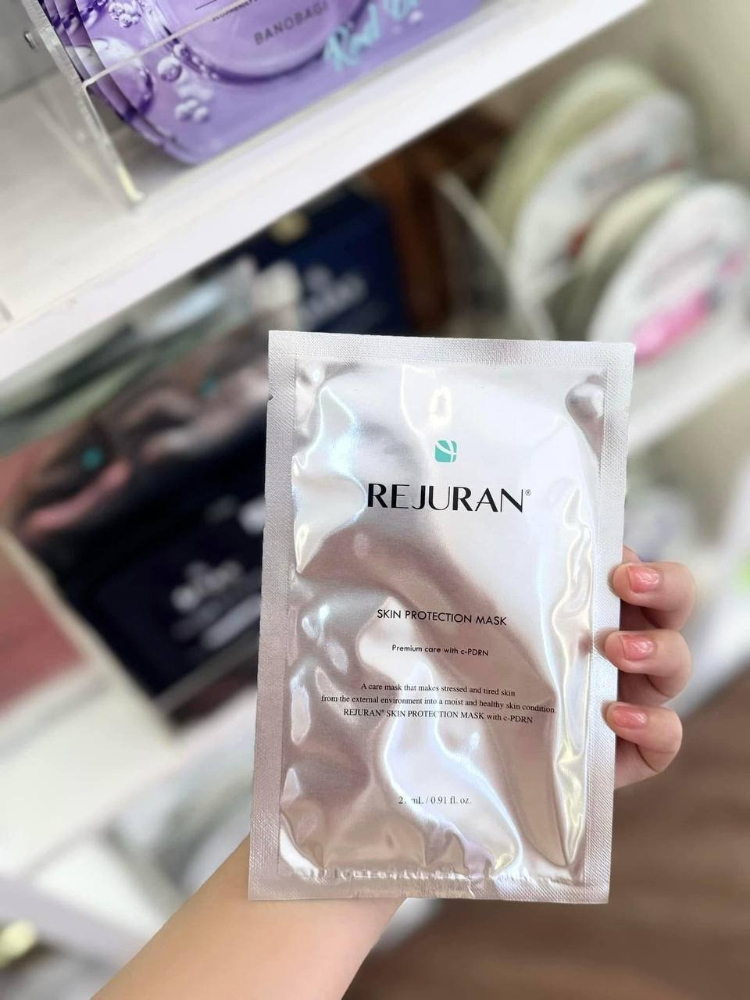 BANOBAGI
REJURAN®
SKIN PROTECTION MASK
Premium care with c-PDRN
A care mask that makes stressed and tired skin
from the external environment into a moist and healthy skin condition.
REJURAN® SKIN PROTECTION MASK with c-PDRN
mL / 0.91 fl. oz.